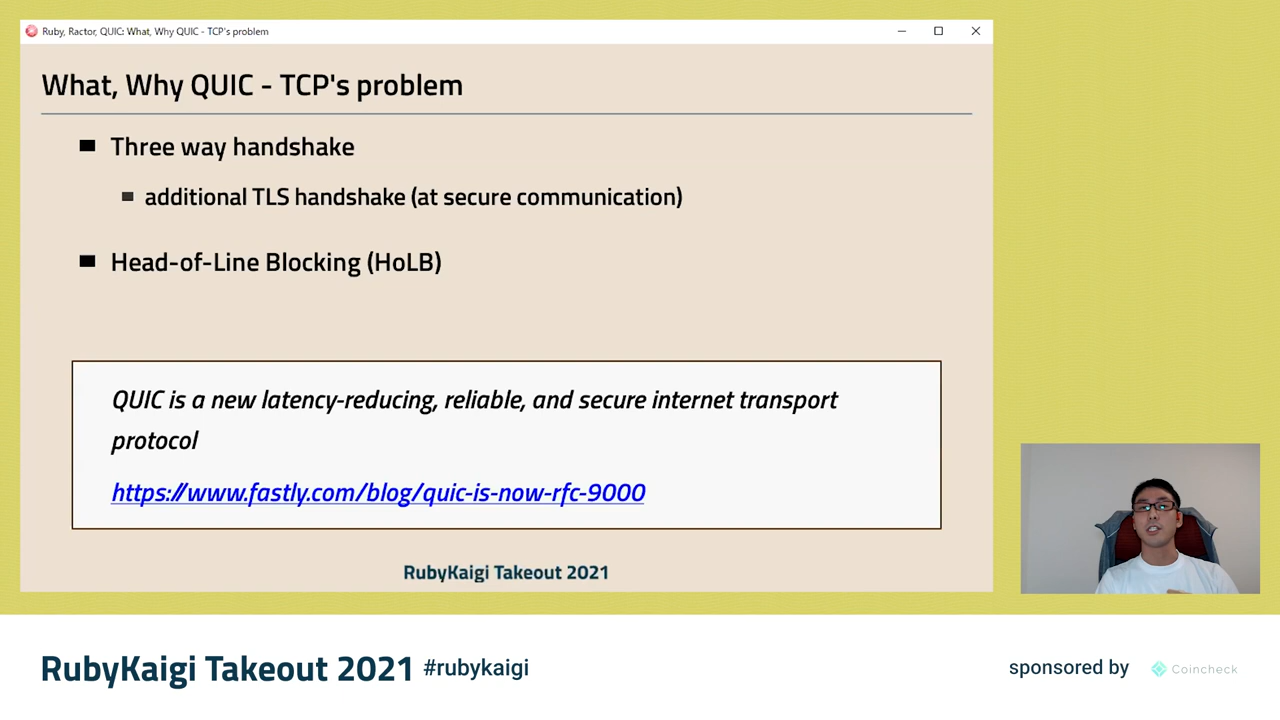 Ruby, Ractor, QUIC: What, Why QUIC - TCP's problem
What, Why QUIC - TCP's problem
Three way handshake
additional TLS handshake (at secure communication)
Head-of-Line Blocking (HoLB)
QUIC is a new latency-reducing, reliable, and secure internet transport
protocol
https://www.fastly.com/blog/quic-is-now-rfc-9000
RubyKaigi Takeout 2021
RubyKaigi Takeout 2021 #rubykaigi
sponsored by Coincheck